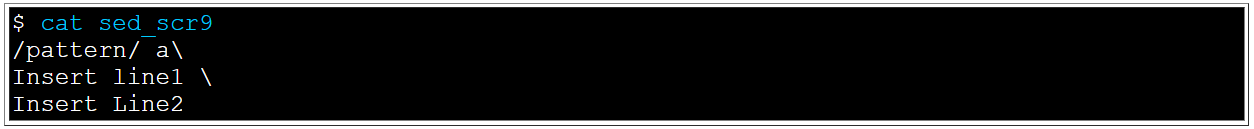 $ cat sed_scr9
/pattern/ a\
Insert line1 \
Insert Line2